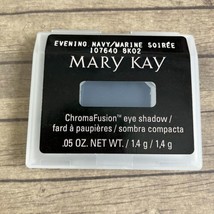 EVENING NAVY/MARINE SOIRÉE
107640 8K02
MARY KAY
ChromaFusion™ eye shadow /
fard à paupières / sombra compacta
.05 OZ. NET WT. / 1,4 g / 1,4 g